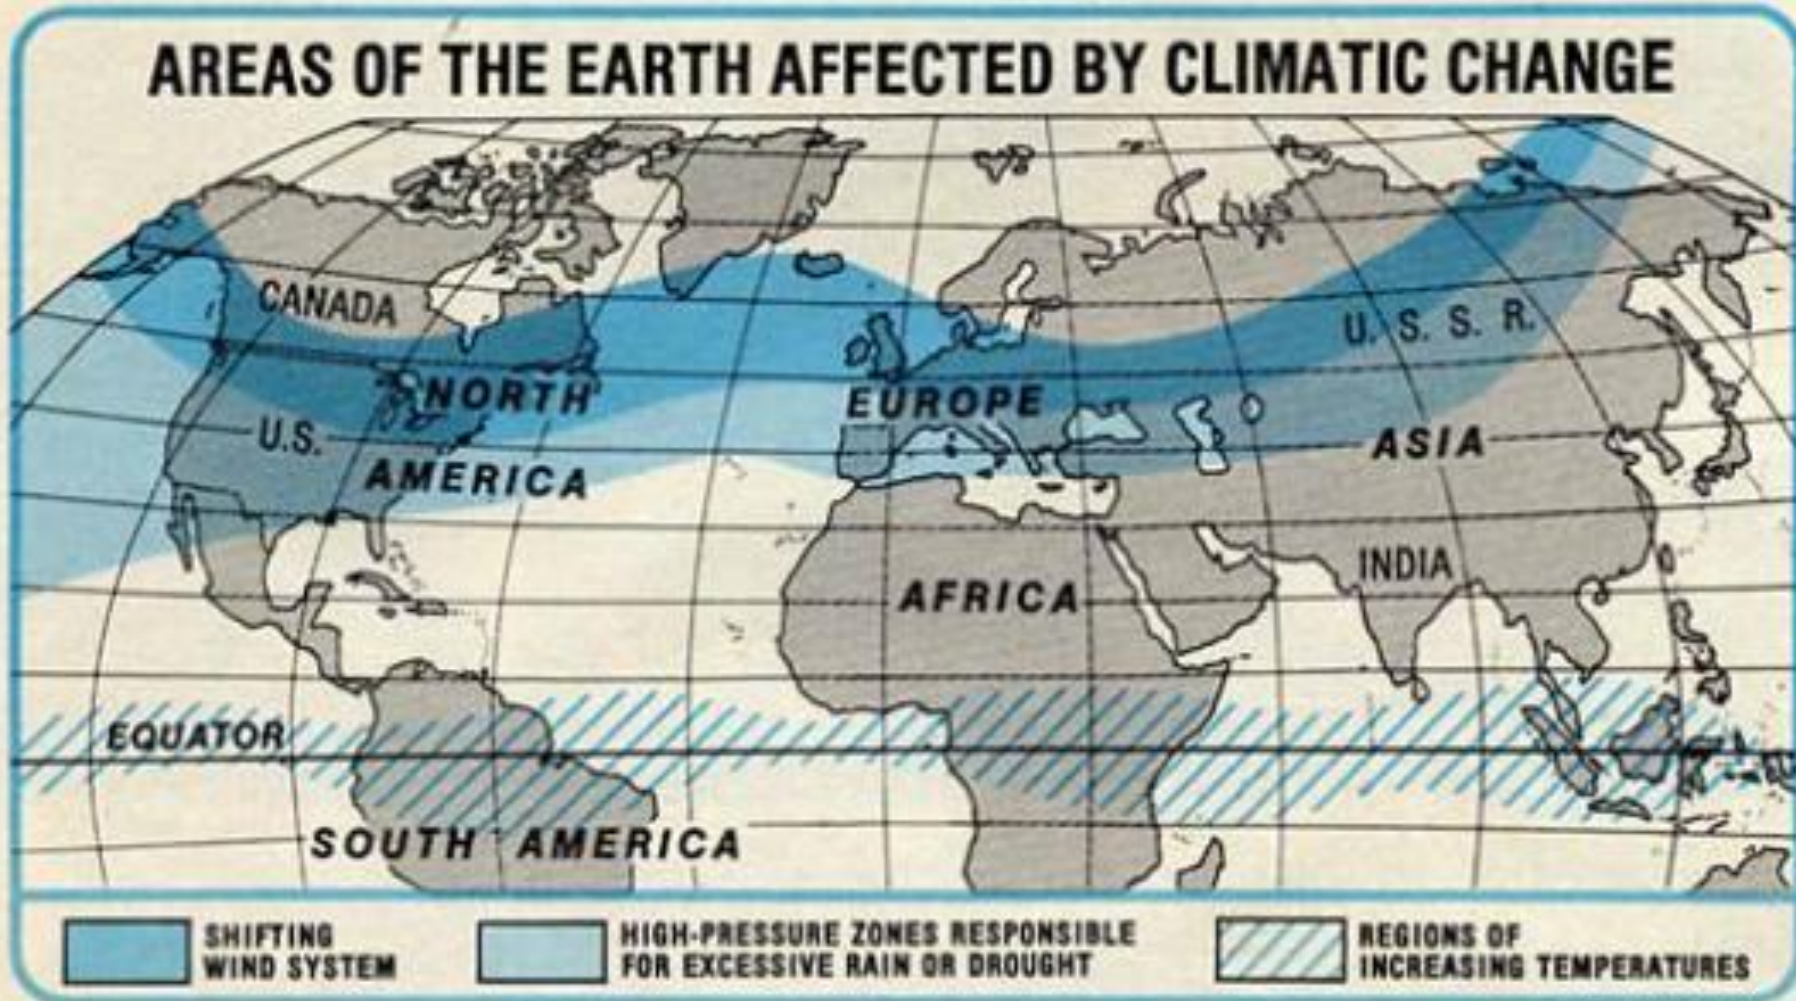 AREAS OF THE EARTH AFFECTED BY CLIMATIC CHANGE
CANADA
U. S. S. R.
NORTH
EUROPE
U.S.
ASIA
AMERICA
INDIA
AFRICA
EQUATOR
SOUTH AMERICA
SHIFTING
WIND SYSTEM
HIGH-PRESSURE ZONES RESPONSIBLE
FOR EXCESSIVE RAIN OR DROUGHT
REGIONS OF
INCREASING TEMPERATURES